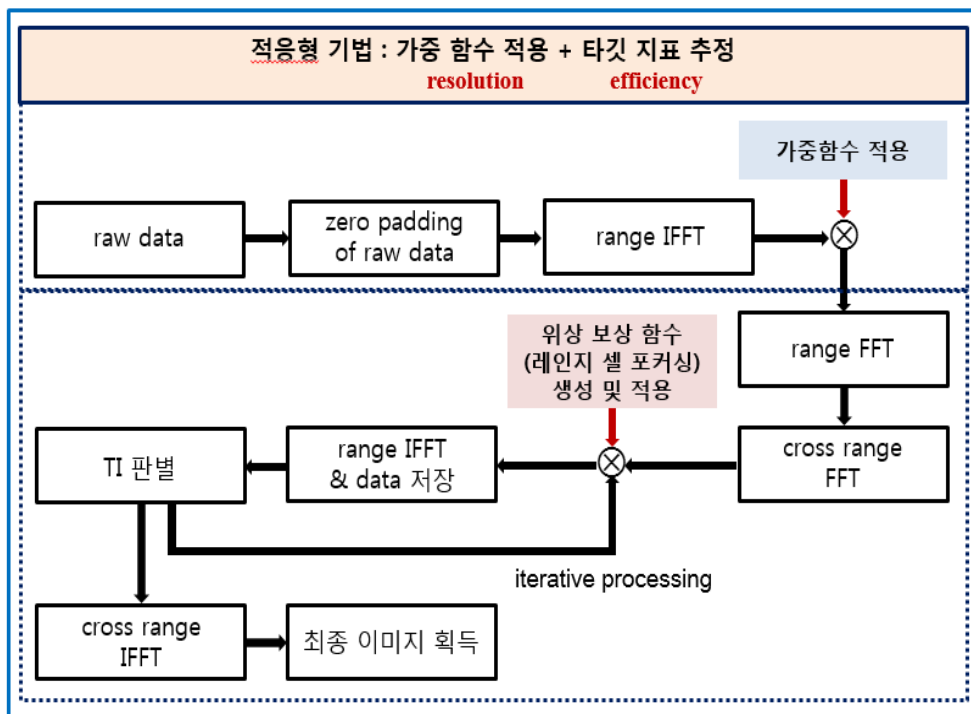 적응형 기법 : 가중 함수 적용 + 타깃 지표 추정
resolution efficiency
가중함수 적용
raw data
zero padding
of raw data
range IFFT
위상 보상 함수
(레인지 셀 포커싱)
생성 및 적용
range FFT
TI 판별
range IFFT
& data 저장
cross range
FFT
iterative processing
cross range
IFFT
최종 이미지 획득